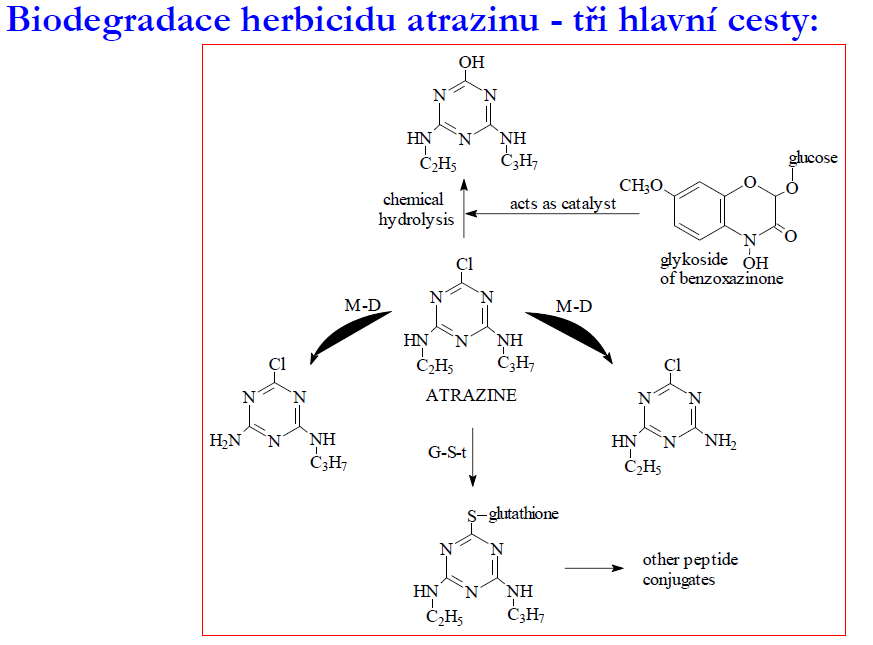 Biodegradace herbicidu atrazinu - tři hlavní cesty:
OH
N N
HN N NH
C₂H₅ C₃H₇
chemical
hydrolysis
acts as catalyst
glucose
CH₃O O O
N O
OH
glykoside
of benzoxazinone
Cl
N N
HN N NH
C₂H₅ C₃H₇
ATRAZINE
M-D
M-D
Cl
N N
H₂N N NH
C₃H₇
Cl
N N
HN N NH₂
C₂H₅
G-S-t
S–glutathione
N N
HN N NH
C₂H₅ C₃H₇
other peptide
conjugates